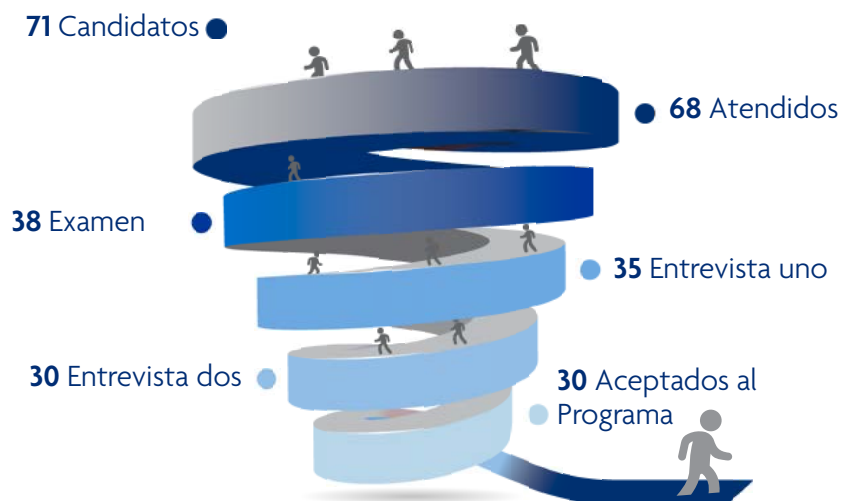 71 Candidatos
68 Atendidos
38 Examen
35 Entrevista uno
30 Entrevista dos
30 Aceptados al
Programa